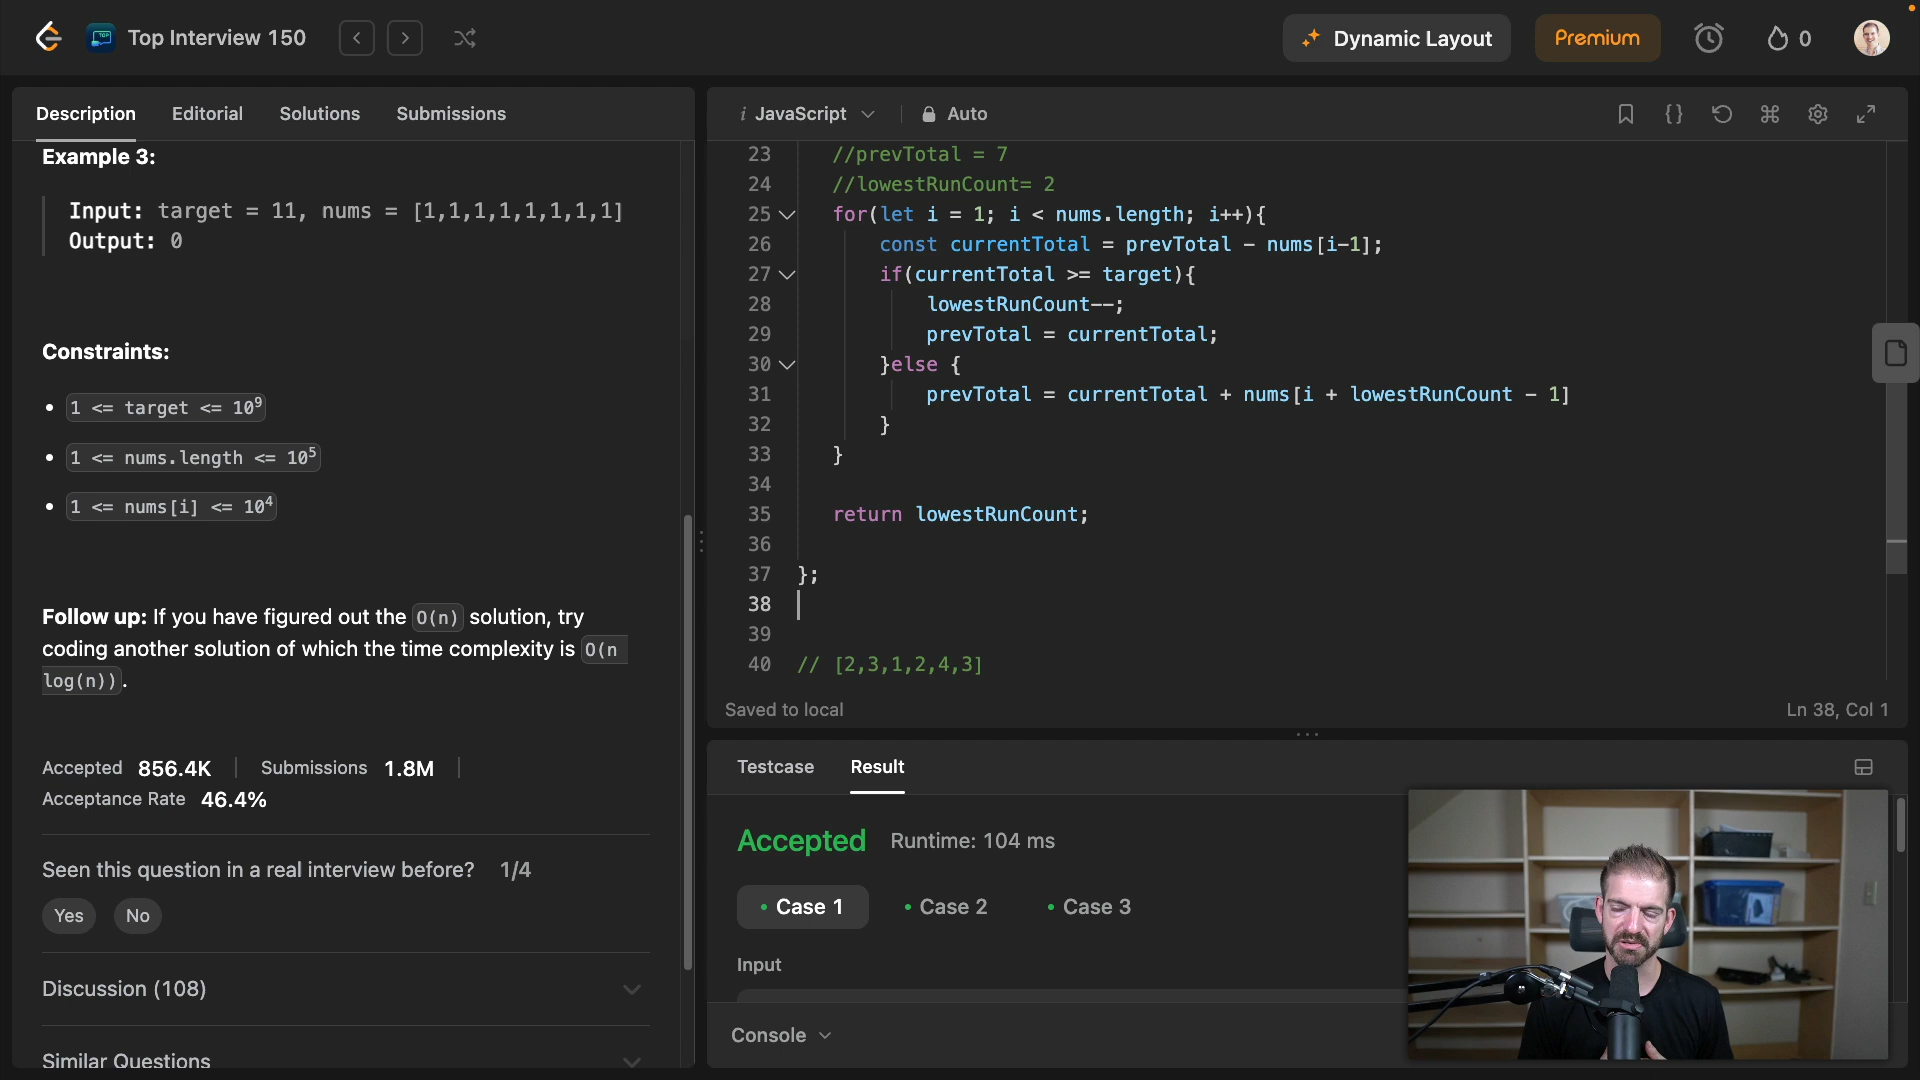 Top Interview 150
Dynamic Layout
Premium
0
Description
Editorial
Solutions
Submissions
Example 3:
Input: target = 11, nums = [1,1,1,1,1,1,1,1]
Output: 0
Constraints:
1 <= target <= 10⁹
1 <= nums.length <= 10⁵
1 <= nums[i] <= 10⁴
Follow up: If you have figured out the O(n) solution, try
coding another solution of which the time complexity is O(n
log(n)).
Accepted 856.4K
Submissions 1.8M
Acceptance Rate 46.4%
Seen this question in a real interview before? 1/4
Yes
No
Discussion (108)
Similar Questions
i JavaScript
Auto
23 //prevTotal = 7
24 //lowestRunCount= 2
25 for(let i = 1; i < nums.length; i++){
26 const currentTotal = prevTotal - nums[i-1];
27 if(currentTotal >= target){
28 lowestRunCount--;
29 prevTotal = currentTotal;
30 }else {
31 prevTotal = currentTotal + nums[i + lowestRunCount - 1]
32 }
33 }
34
35 return lowestRunCount;
36
37 };
38
39
40 // [2,3,1,2,4,3]
Saved to local
Ln 38, Col 1
Testcase
Result
Accepted
Runtime: 104 ms
Case 1
Case 2
Case 3
Input
Console